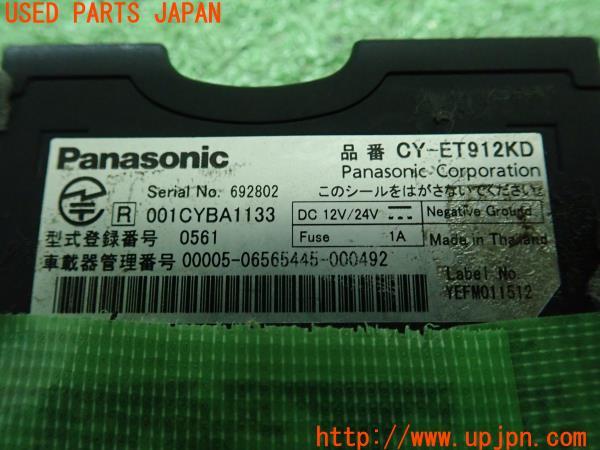 USED PARTS JAPAN
Panasonic
品番 CY-ET912KD
Panasonic Corporation
Serial No. 692802
このシールをはがさないでください
R 001CYBA1133
DC 12V/24V
Negative Ground
型式登録番号 0561
Fuse 1A
Made in Thailand
車載器管理番号 00005-06565445-000492
Label No.
YEFM011512
USED PARTS JAPAN
www.upjpn.com